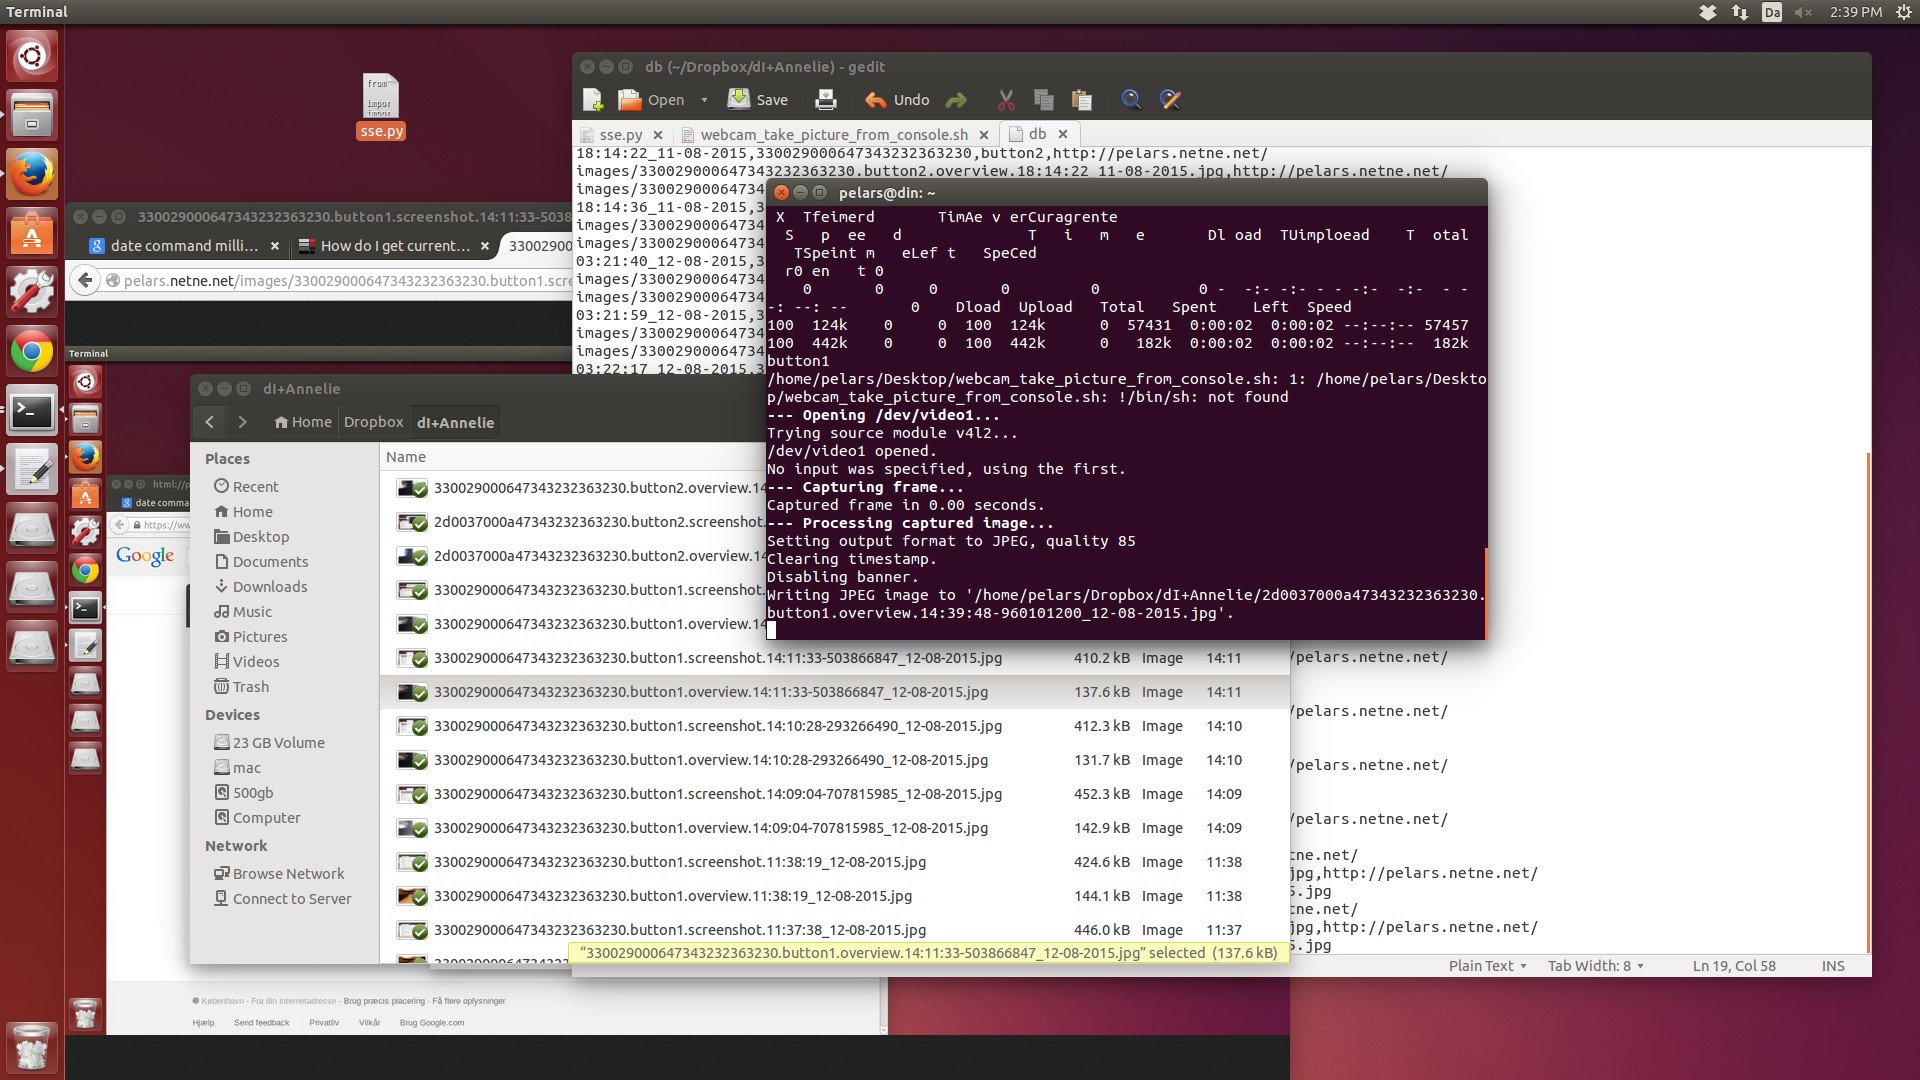 Terminal
Da
2:39 PM
from
impor
impor
sse.py
db (~/Dropbox/dI+Annelie) - gedit
Open
Save
Undo
sse.py
webcam_take_picture_from_console.sh
db
18:14:22_11-08-2015,330029000647343232363230,button2,http://pelars.netne.net/
images/330029000647343232363230.button2.overview.18:14:22_11-08-2015.jpg,http://pelars.netne.net/
images/33002900064734
18:14:36_11-08-2015,3
images/33002900064734
images/33002900064734
03:21:40_12-08-2015,3
images/33002900064734
images/33002900064734
03:21:59_12-08-2015,3
images/33002900064734
images/33002900064734
03:22:17_12-08-2015,3
/pelars.netne.net/
/pelars.netne.net/
/pelars.netne.net/
/pelars.netne.net/
tne.net/
jpg,http://pelars.netne.net/
5.jpg
tne.net/
jpg,http://pelars.netne.net/
5.jpg
Plain Text
Tab Width: 8
Ln 19, Col 58
INS
330029000647343232363230.button1.screenshot.14:11:33-5038
date command milli...
How do I get current...
3300290
pelars.netne.net/images/330029000647343232363230.button1.scre
pelars@din: ~
X  Tfeimerd       TimAe v erCuragrente
S   p  ee   d              T   i   m   e       Dl oad  TUimploead    T  otal
TSpeint m   eLef t   SpeCed
r0 en   t 0
0       0     0       0         0           0 -  -:- -:- - - -:-  -:-  - -
-: --: --       0    Dload  Upload   Total   Spent    Left  Speed
100  124k    0     0  100  124k      0  57431  0:00:02  0:00:02 --:--:-- 57457
100  442k    0     0  100  442k      0   182k  0:00:02  0:00:02 --:--:--  182k
button1
/home/pelars/Desktop/webcam_take_picture_from_console.sh: 1: /home/pelars/Deskto
p/webcam_take_picture_from_console.sh: !/bin/sh: not found
--- Opening /dev/video1...
Trying source module v4l2...
/dev/video1 opened.
No input was specified, using the first.
--- Capturing frame...
Captured frame in 0.00 seconds.
--- Processing captured image...
Setting output format to JPEG, quality 85
Clearing timestamp.
Disabling banner.
Writing JPEG image to '/home/pelars/Dropbox/dI+Annelie/2d0037000a47343232363230.
button1.overview.14:39:48-960101200_12-08-2015.jpg'.
Terminal
dI+Annelie
Home
Dropbox
dI+Annelie
Places
Recent
Home
Desktop
Documents
Downloads
Music
Pictures
Videos
Trash
Devices
23 GB Volume
mac
500gb
Computer
Network
Browse Network
Connect to Server
Name
330029000647343232363230.button2.overview.14
2d0037000a47343232363230.button2.screenshot.
2d0037000a47343232363230.button2.overview.14
330029000647343232363230.button1.screenshot.
330029000647343232363230.button1.overview.14
330029000647343232363230.button1.screenshot.14:11:33-503866847_12-08-2015.jpg 410.2 kB Image 14:11
330029000647343232363230.button1.overview.14:11:33-503866847_12-08-2015.jpg 137.6 kB Image 14:11
330029000647343232363230.button1.screenshot.14:10:28-293266490_12-08-2015.jpg 412.3 kB Image 14:10
330029000647343232363230.button1.overview.14:10:28-293266490_12-08-2015.jpg 131.7 kB Image 14:10
330029000647343232363230.button1.screenshot.14:09:04-707815985_12-08-2015.jpg 452.3 kB Image 14:09
330029000647343232363230.button1.overview.14:09:04-707815985_12-08-2015.jpg 142.9 kB Image 14:09
330029000647343232363230.button1.screenshot.11:38:19_12-08-2015.jpg 424.6 kB Image 11:38
330029000647343232363230.button1.overview.11:38:19_12-08-2015.jpg 144.1 kB Image 11:38
330029000647343232363230.button1.screenshot.11:37:38_12-08-2015.jpg 446.0 kB Image 11:37
“330029000647343232363230.button1.overview.14:11:33-503866847_12-08-2015.jpg” selected (137.6 kB)
html://p
date comma
https://ww
Google
København - Fra din internetadresse - Brug præcis placering - Få flere oplysninger
Hjælp
Send feedback
Privatliv
Vilkår
Brug Google.com